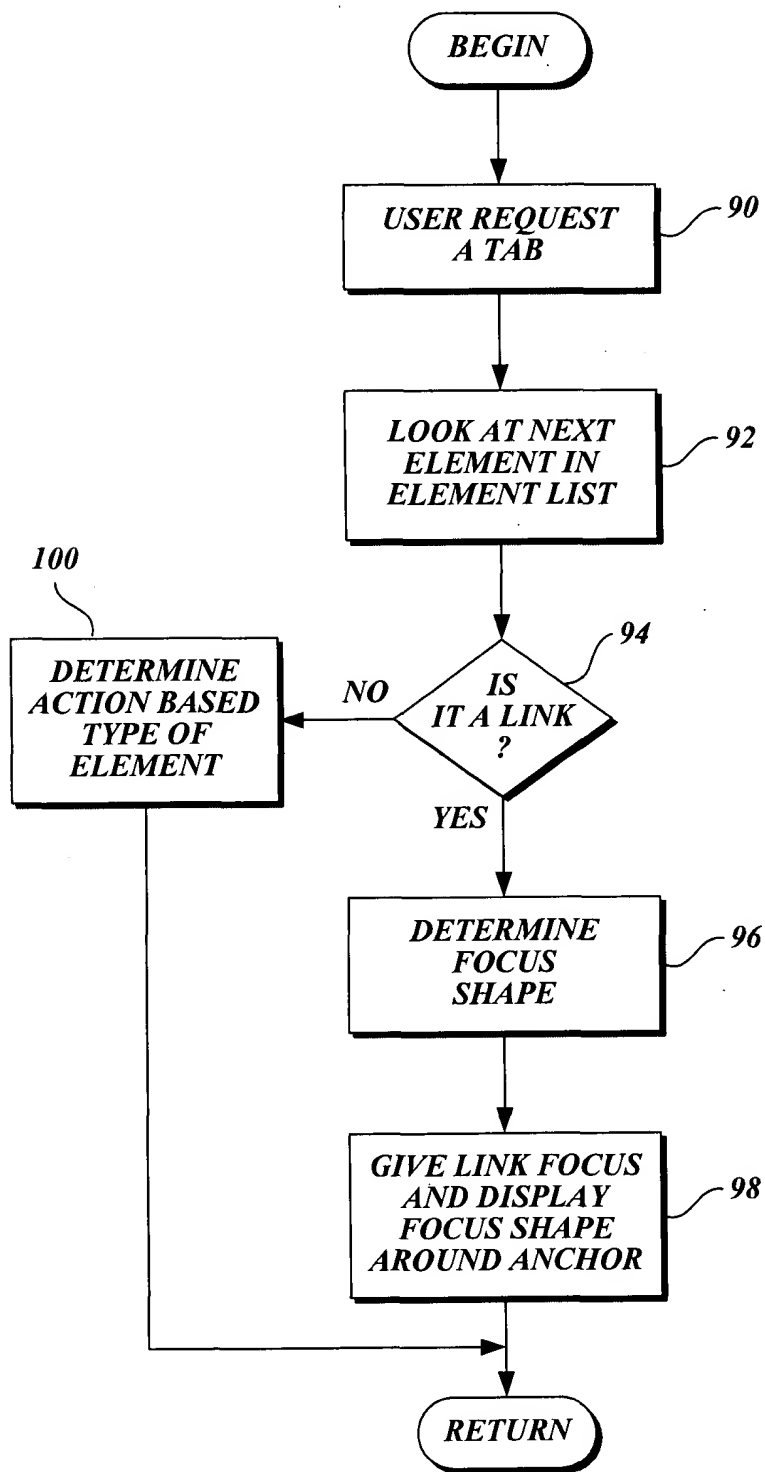 BEGIN
USER REQUEST
A TAB
90
LOOK AT NEXT
ELEMENT IN
ELEMENT LIST
92
100
DETERMINE
ACTION BASED
TYPE OF
ELEMENT
NO
IS
IT A LINK
?
94
YES
DETERMINE
FOCUS
SHAPE
96
GIVE LINK FOCUS
AND DISPLAY
FOCUS SHAPE
AROUND ANCHOR
98
RETURN